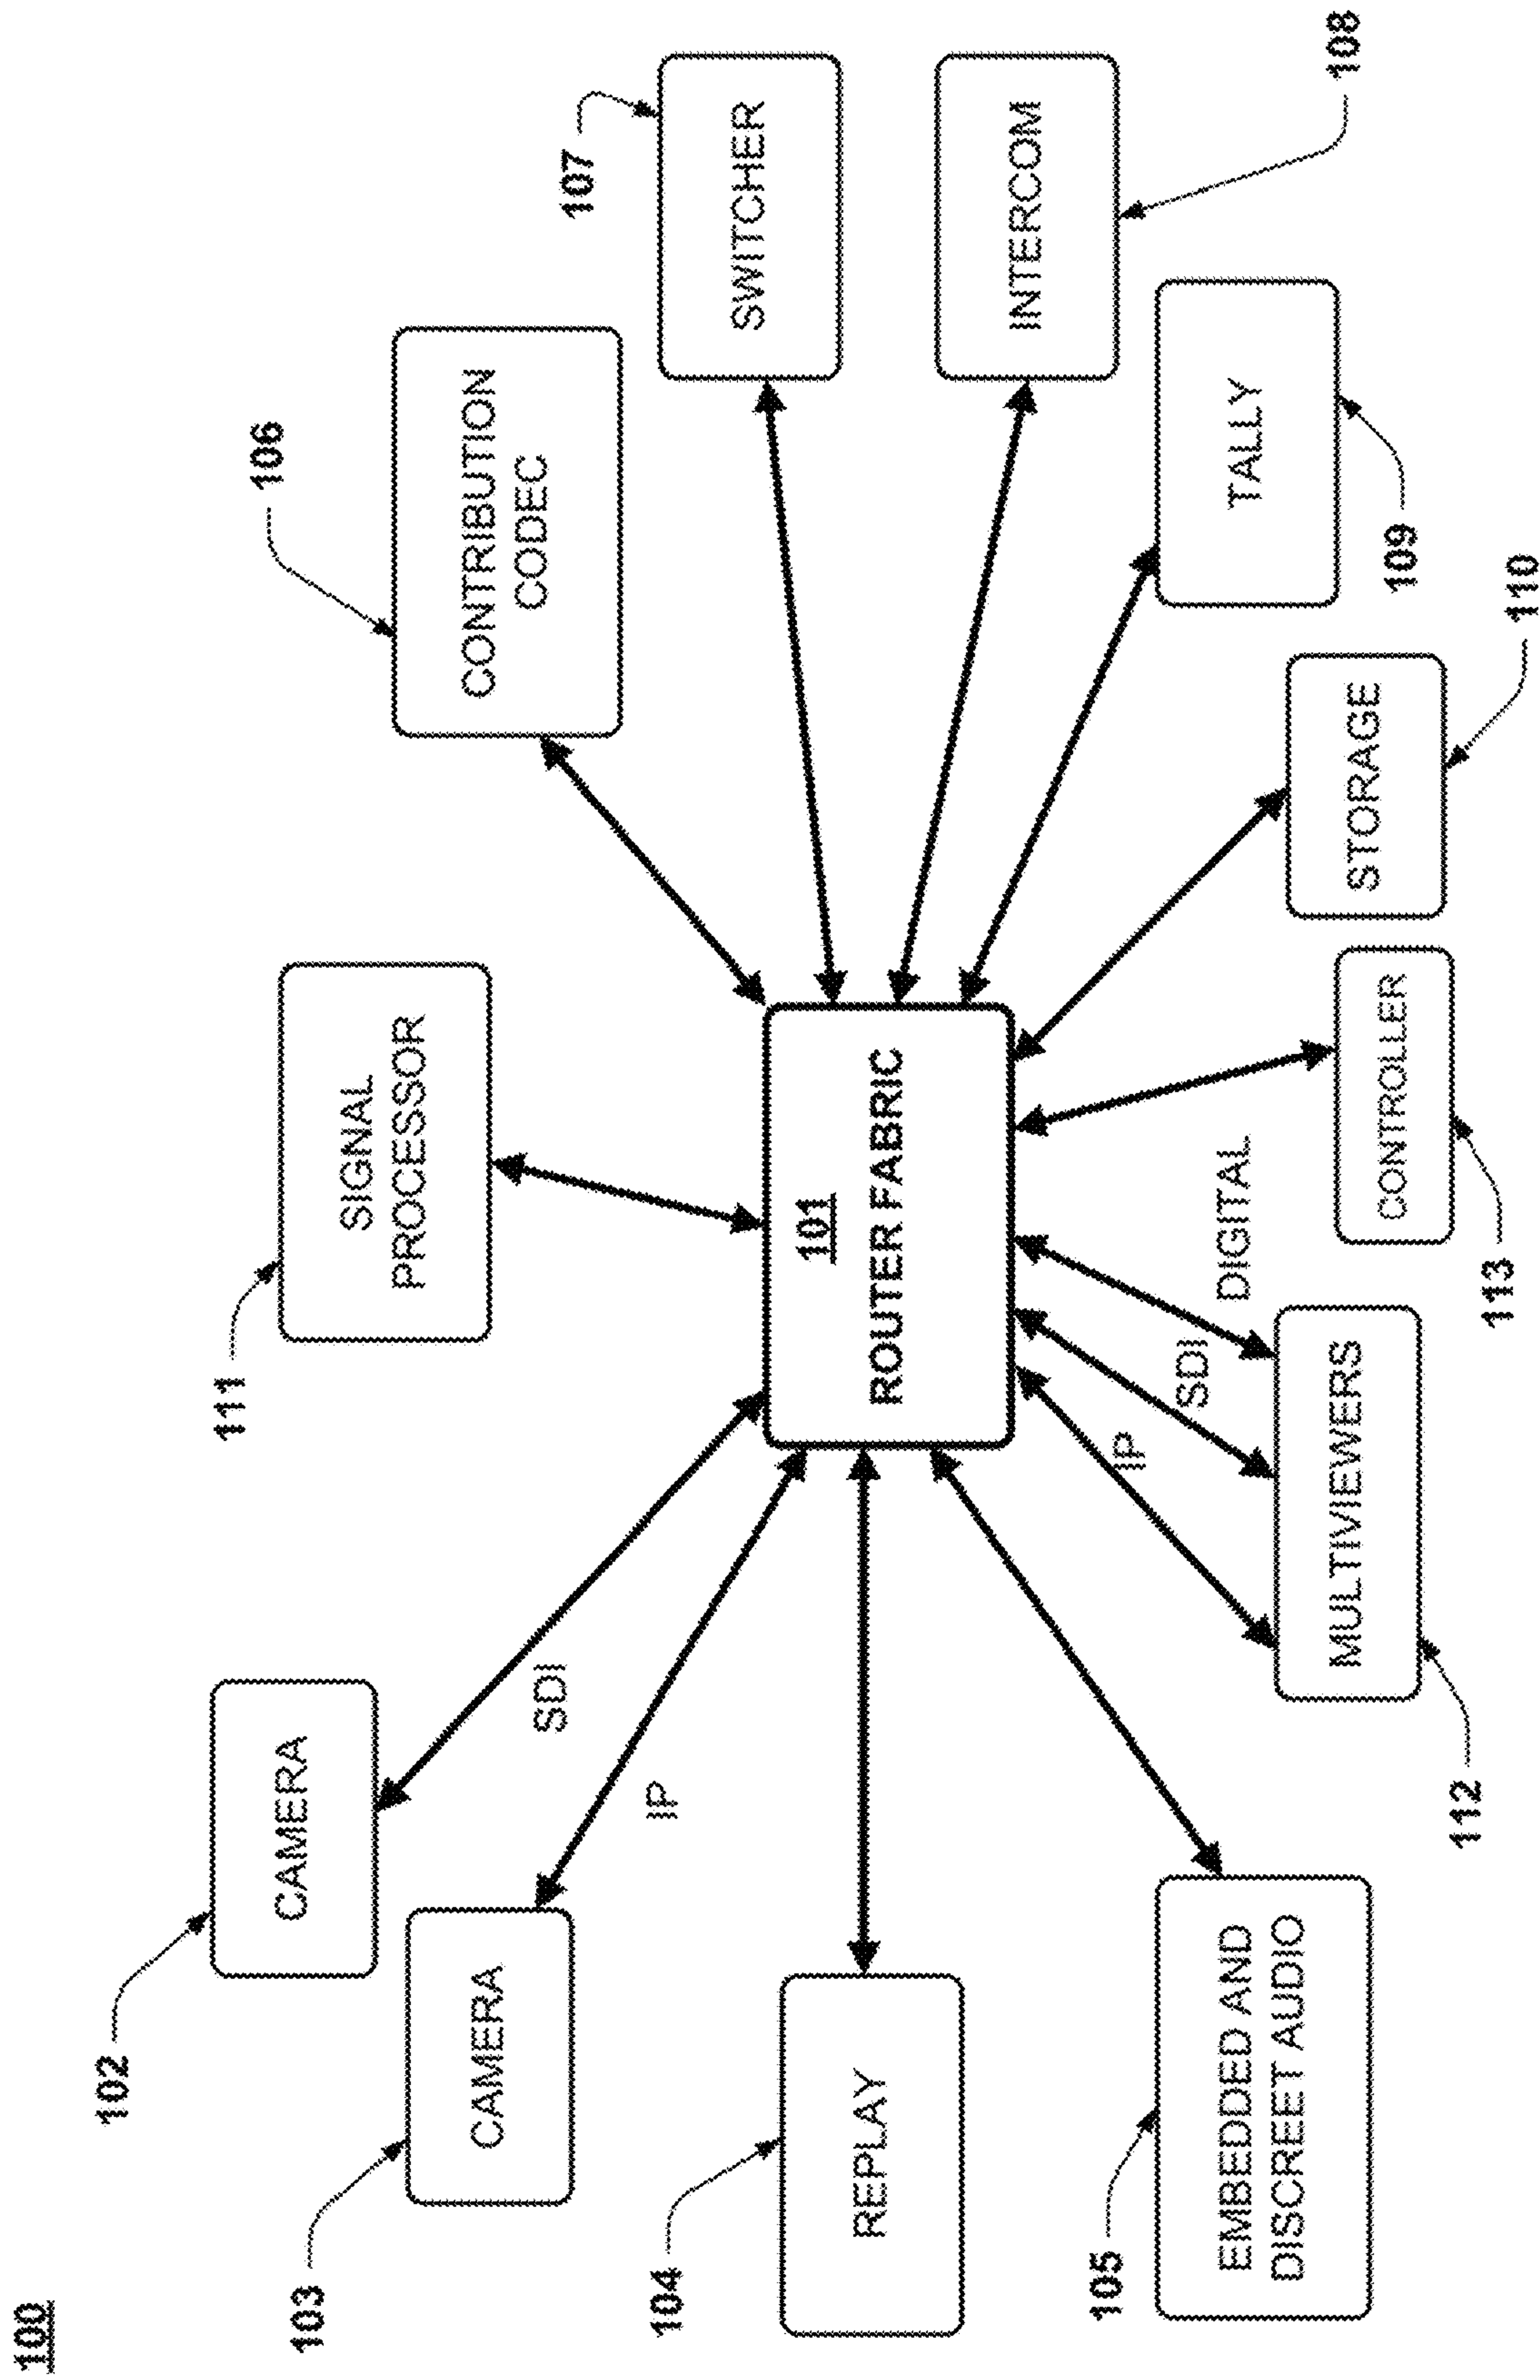 100
102
CAMERA
103
CAMERA
104
REPLAY
105
EMBEDDED AND
DISCREET AUDIO
SDI
IP
111
SIGNAL
PROCESSOR
101
ROUTER FABRIC
106
CONTRIBUTION
CODEC
107
SWITCHER
INTERCOM
108
TALLY
109
STORAGE
110
CONTROLLER
113
DIGITAL
SDI
IP
MULTIVIEWERS
112